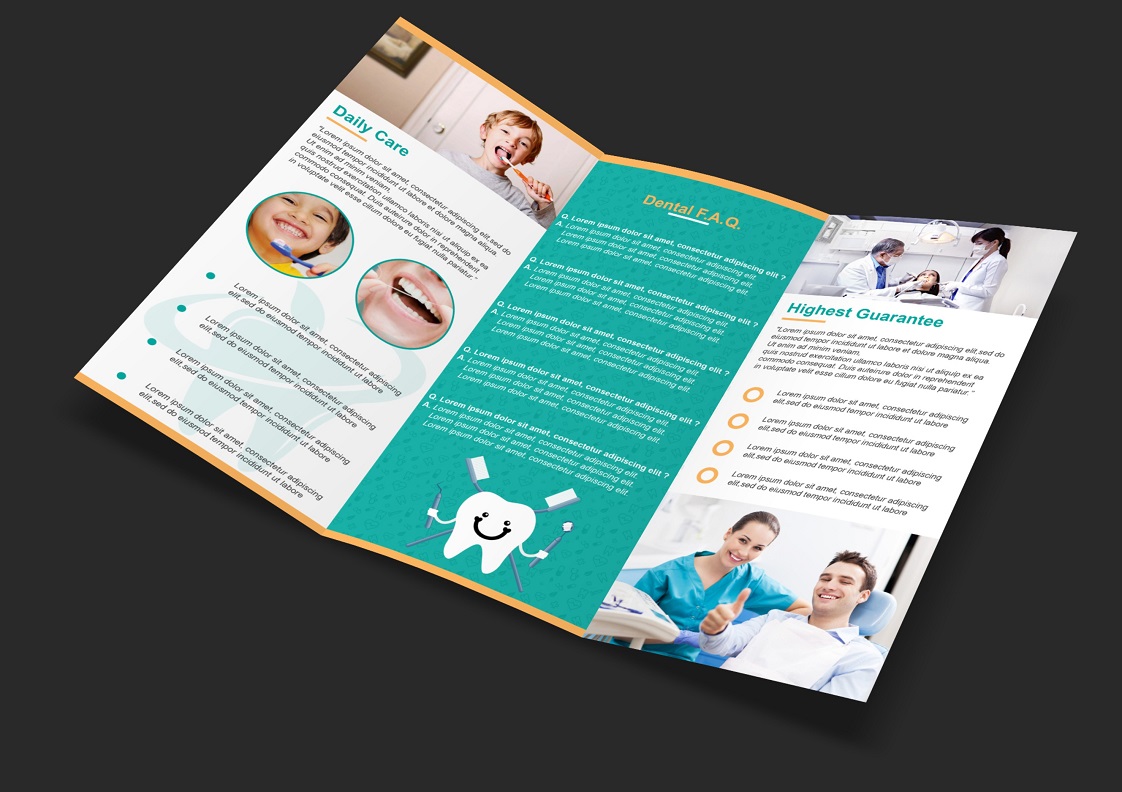 Daily Care
"Lorem ipsum dolor sit amet, consectetur adipiscing elit,sed do
eiusmod tempor incididunt ut labore et dolore magna aliqua.
Ut enim ad minim veniam,
quis nostrud exercitation ullamco laboris nisi ut aliquip ex ea
commodo consequat. Duis auteirure dolor in reprehenderit
in voluptate velit esse cillum dolore eu fugiat nulla pariatur."
Lorem ipsum dolor sit amet, consectetur adipiscing
elit,sed do eiusmod tempor incididunt ut labore
Lorem ipsum dolor sit amet, consectetur adipiscing
elit,sed do eiusmod tempor incididunt ut labore
Lorem ipsum dolor sit amet, consectetur adipiscing
elit,sed do eiusmod tempor incididunt ut labore
Lorem ipsum dolor sit amet, consectetur adipiscing
elit,sed do eiusmod tempor incididunt ut labore
Dental F.A.Q.
Q. Lorem ipsum dolor sit amet, consectetur adipiscing elit ?
A. Lorem ipsum dolor sit amet, consectetur adipiscing elit.
Lorem ipsum dolor sit amet, consectetur adipiscing elit.
Lorem ipsum dolor sit amet, consectetur adipiscing elit.
Q. Lorem ipsum dolor sit amet, consectetur adipiscing elit ?
A. Lorem ipsum dolor sit amet, consectetur adipiscing elit.
Lorem ipsum dolor sit amet, consectetur adipiscing elit.
Lorem ipsum dolor sit amet, consectetur adipiscing elit.
Q. Lorem ipsum dolor sit amet, consectetur adipiscing elit ?
A. Lorem ipsum dolor sit amet, consectetur adipiscing elit.
Lorem ipsum dolor sit amet, consectetur adipiscing elit.
Lorem ipsum dolor sit amet, consectetur adipiscing elit.
Q. Lorem ipsum dolor sit amet, consectetur adipiscing elit ?
A. Lorem ipsum dolor sit amet, consectetur adipiscing elit.
Lorem ipsum dolor sit amet, consectetur adipiscing elit.
Lorem ipsum dolor sit amet, consectetur adipiscing elit.
Q. Lorem ipsum dolor sit amet, consectetur adipiscing elit ?
A. Lorem ipsum dolor sit amet, consectetur adipiscing elit.
Lorem ipsum dolor sit amet, consectetur adipiscing elit.
Lorem ipsum dolor sit amet, consectetur adipiscing elit.
Highest Guarantee
"Lorem ipsum dolor sit amet, consectetur adipiscing elit,sed do
eiusmod tempor incididunt ut labore et dolore magna aliqua.
Ut enim ad minim veniam,
quis nostrud exercitation ullamco laboris nisi ut aliquip ex ea
commodo consequat. Duis auteirure dolor in reprehenderit
in voluptate velit esse cillum dolore eu fugiat nulla pariatur."
Lorem ipsum dolor sit amet, consectetur adipiscing
elit,sed do eiusmod tempor incididunt ut labore
Lorem ipsum dolor sit amet, consectetur adipiscing
elit,sed do eiusmod tempor incididunt ut labore
Lorem ipsum dolor sit amet, consectetur adipiscing
elit,sed do eiusmod tempor incididunt ut labore
Lorem ipsum dolor sit amet, consectetur adipiscing
elit,sed do eiusmod tempor incididunt ut labore